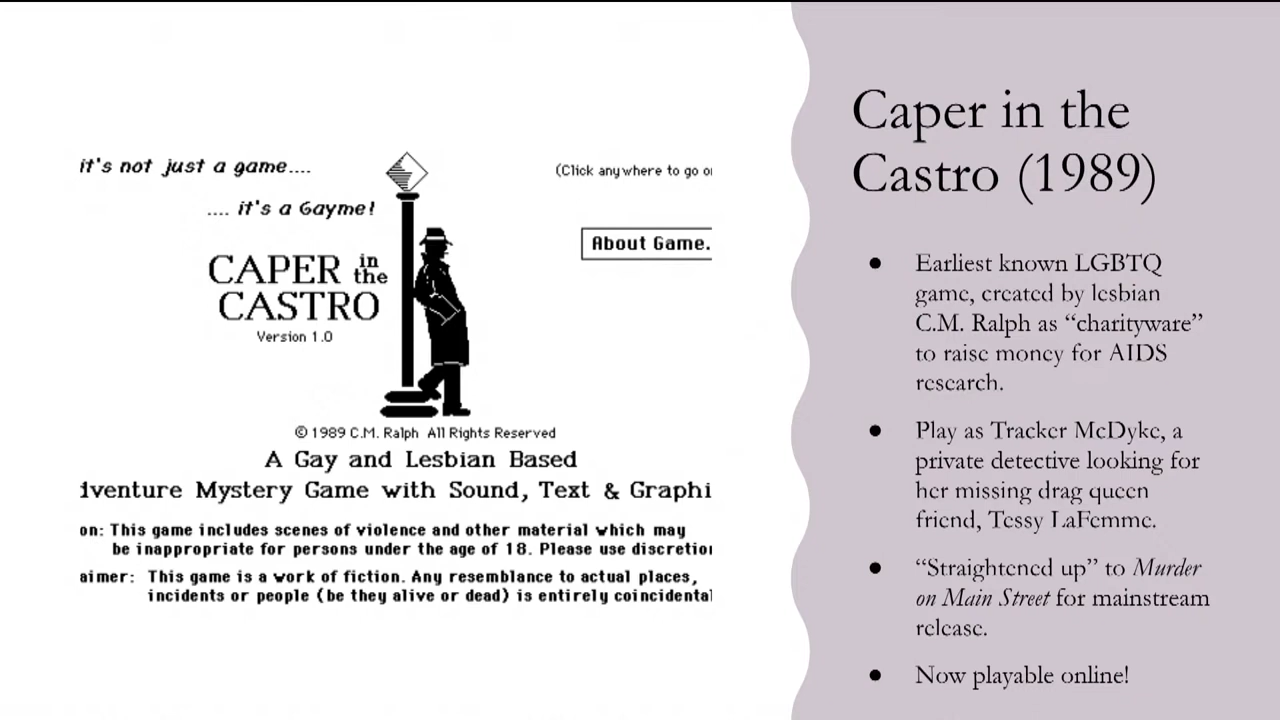 it's not just a game....
.... it's a Gayme!
(Click anywhere to go o
About Game.
CAPER in the
CASTRO
Version 1.0
© 1989 C.M. Ralph All Rights Reserved
A Gay and Lesbian Based
dventure Mystery Game with Sound, Text & Graphi
on: This game includes scenes of violence and other material which may
be inappropriate for persons under the age of 18. Please use discretio
aimer: This game is a work of fiction. Any resemblance to actual places,
incidents or people (be they alive or dead) is entirely coincidental
Caper in the
Castro (1989)
● Earliest known LGBTQ
game, created by lesbian
C.M. Ralph as “charityware”
to raise money for AIDS
research.
● Play as Tracker McDyke, a
private detective looking for
her missing drag queen
friend, Tessy LaFemme.
● “Straightened up” to Murder
on Main Street for mainstream
release.
● Now playable online!